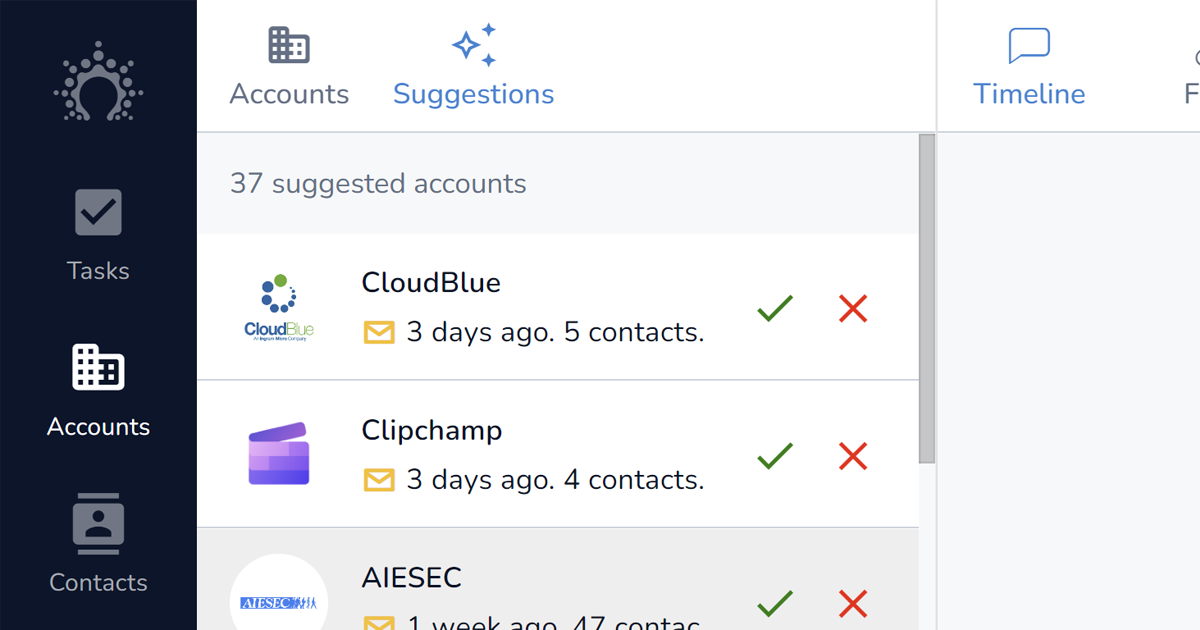 Accounts
Suggestions
Timeline
F
37 suggested accounts
Tasks
Accounts
Contacts
CloudBlue
CloudBlue
An Ingram Micro Company
3 days ago. 5 contacts.
Clipchamp
3 days ago. 4 contacts.
AIESEC
AIESEC
1 week ago. 47 contac